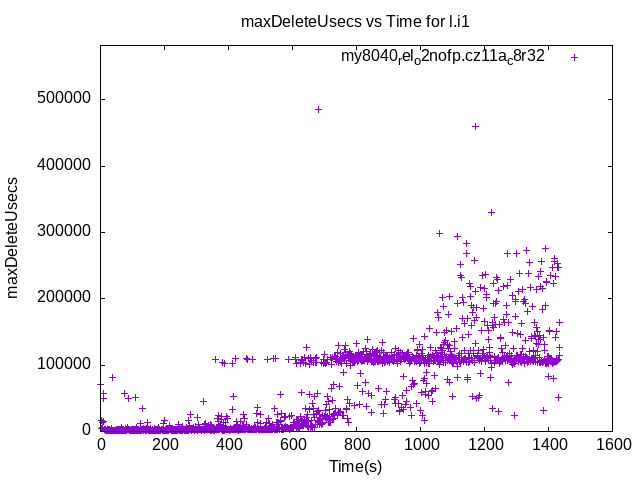 maxDeleteUsecs vs Time for l.i1
my8040relo2nofp.cz11ac8r32
500000
400000
300000
200000
100000
0
maxDeleteUsecs
0 200 400 600 800 1000 1200 1400 1600
Time(s)